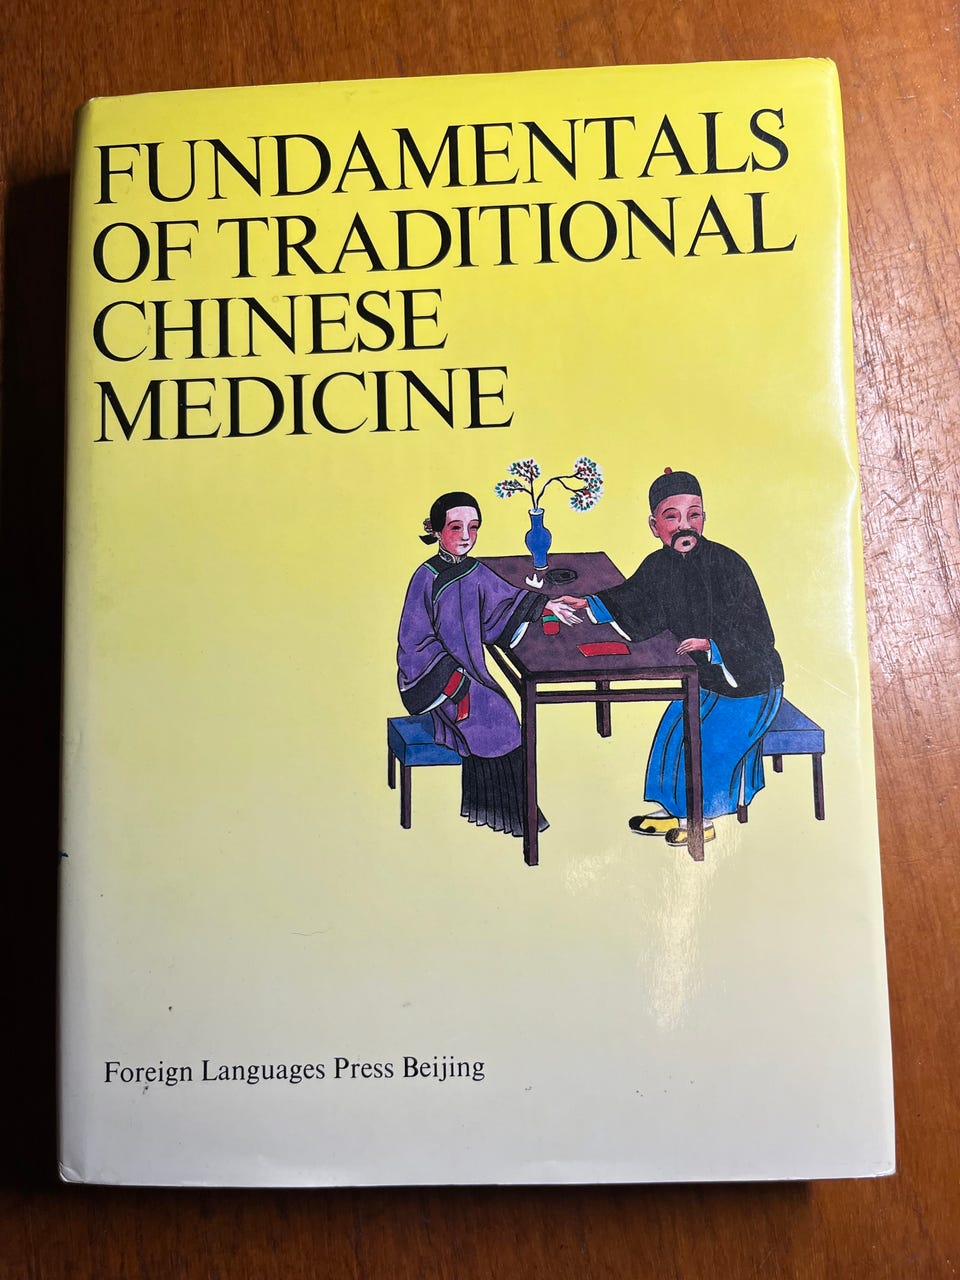 FUNDAMENTALS
OF TRADITIONAL
CHINESE
MEDICINE
Foreign Languages Press Beijing